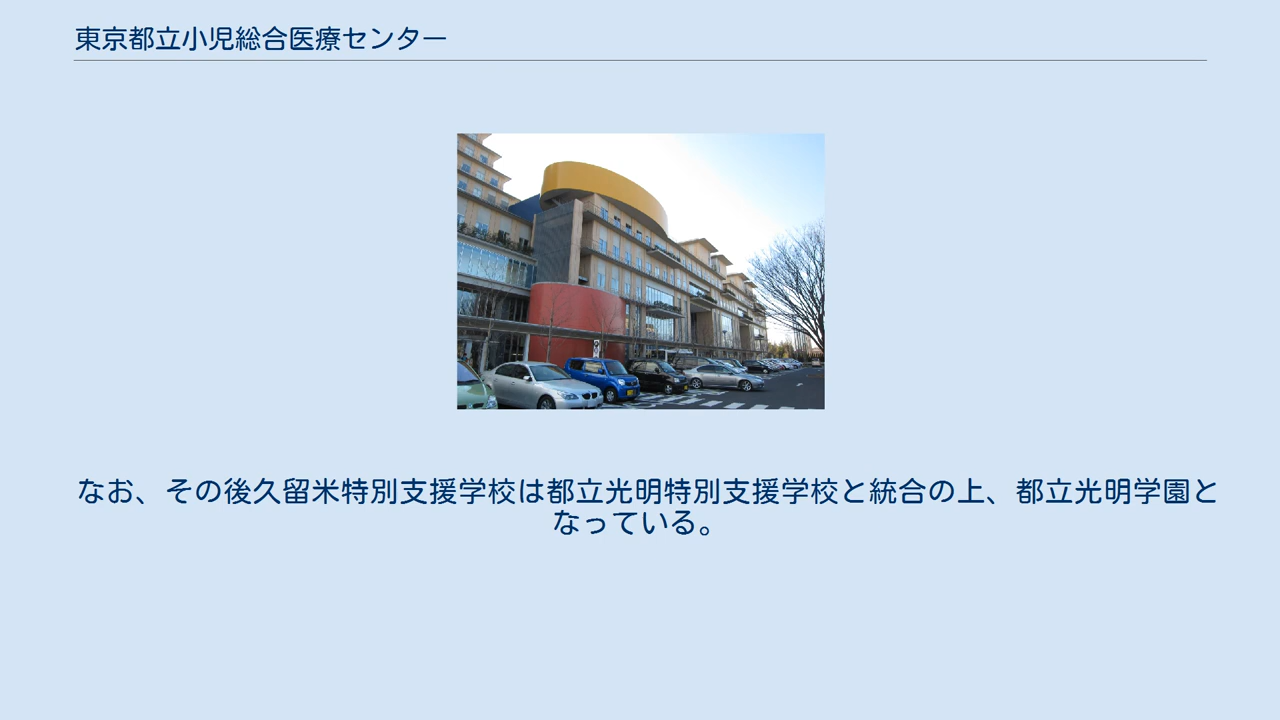 東京都立小児総合医療センター
なお、その後久留米特別支援学校は都立光明特別支援学校と統合の上、都立光明学園と
なっている。